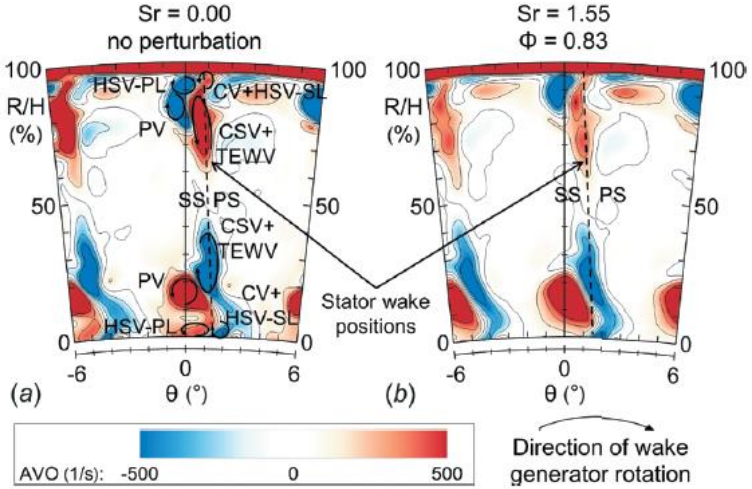 Sr = 0.00
no perturbation
Sr = 1.55
Φ = 0.83
100
100
100
100
HSV-PL
CV+HSV-SL
R/H
(%)
R/H
(%)
PV
CSV+
TEWV
SS PS
SS PS
50
50
CSV+
TEWV
PV
CV+
HSV-PL
HSV-SL
Stator wake
positions
0
0
0
0
-6
0
6
-6
0
6
(a)
θ (°)
(b)
θ (°)
AVO (1/s):
-500
0
500
Direction of wake
generator rotation